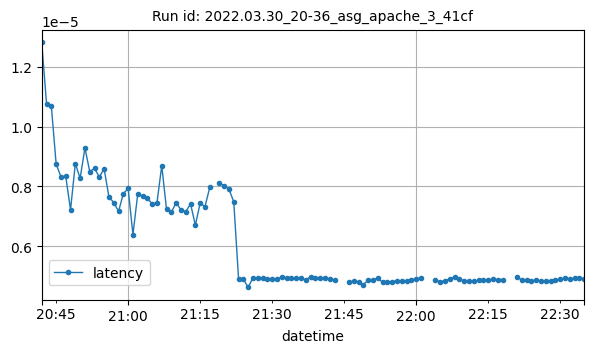 Run id: 2022.03.30_20-36_asg_apache_3_41cf
1e−5
1.2
1.0
0.8
0.6
latency
20:45 21:00 21:15 21:30 21:45 22:00 22:15 22:30
datetime